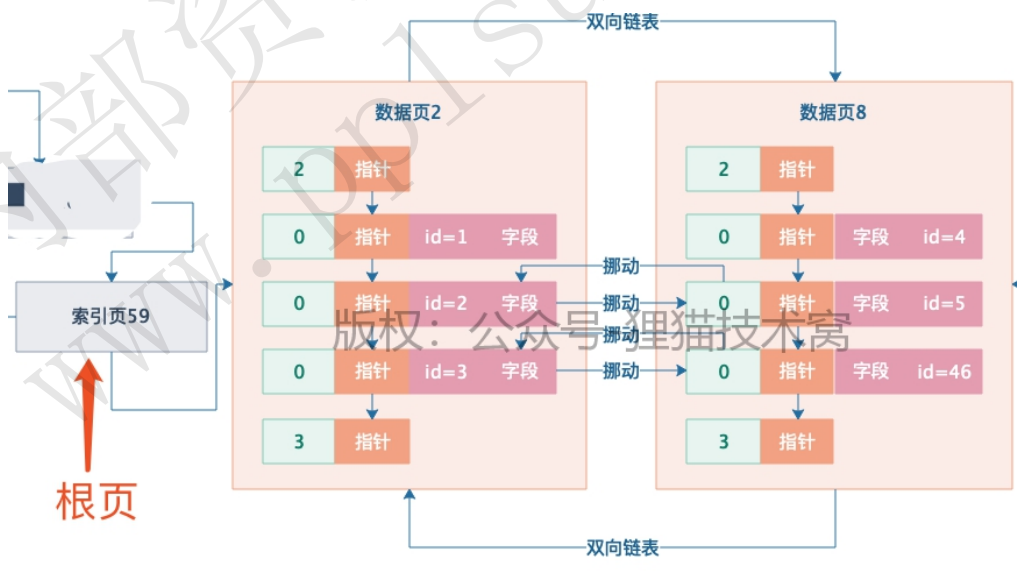 双向链表
数据页2
数据页8
2 指针
2 指针
0 指针 id=1 字段
0 指针 字段 id=4
挪动
0 指针 id=2 字段
挪动
0 指针 字段 id=5
索引页59
挪动
版权：公众号 狸猫技术窝
0 指针 id=3 字段
挪动
0 指针 字段 id=46
3 指针
3 指针
根页
双向链表
部资
www.pplsu